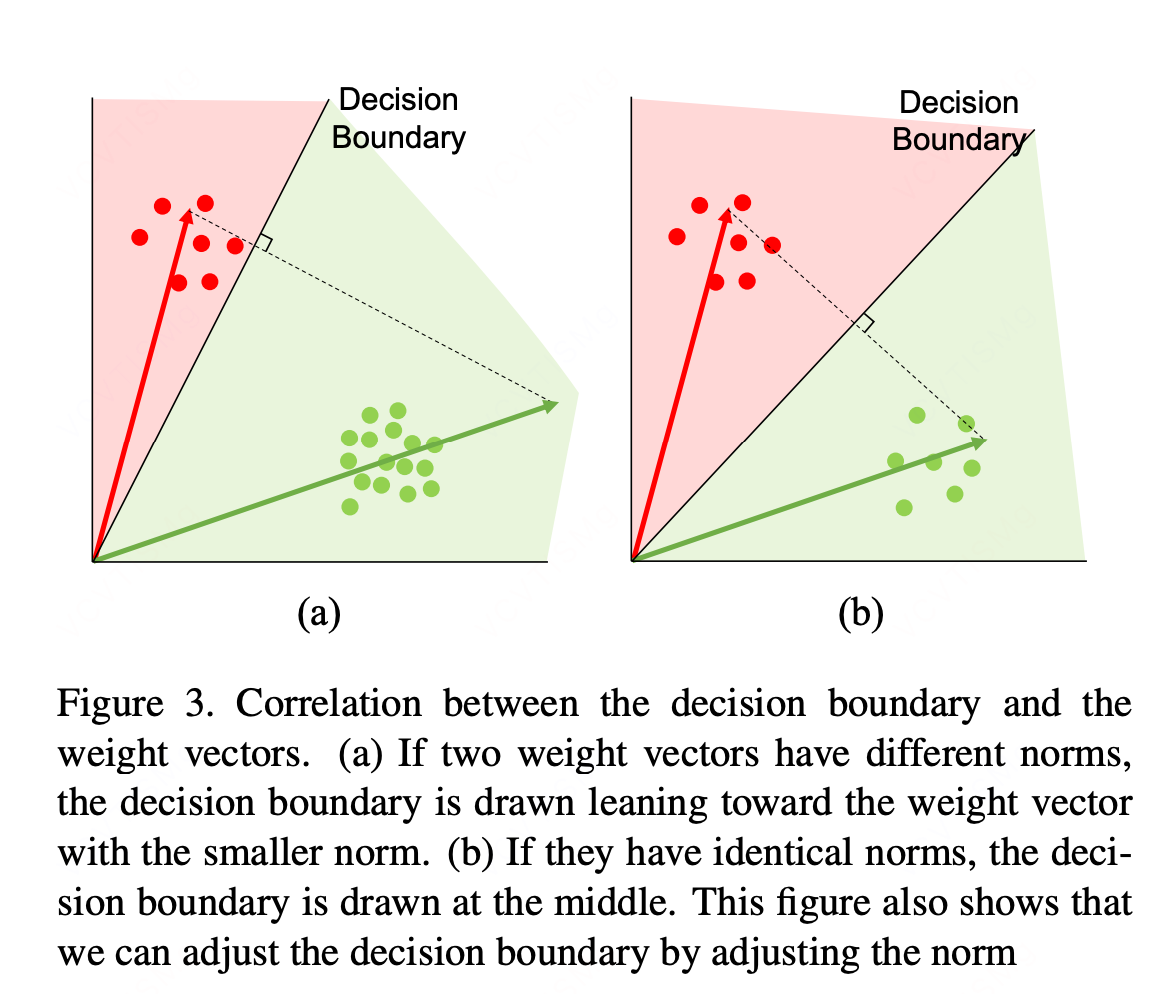 Decision
Boundary
Decision
Boundary
(a)
(b)
Figure 3. Correlation between the decision boundary and the
weight vectors. (a) If two weight vectors have different norms,
the decision boundary is drawn leaning toward the weight vector
with the smaller norm. (b) If they have identical norms, the deci-
sion boundary is drawn at the middle. This figure also shows that
we can adjust the decision boundary by adjusting the norm